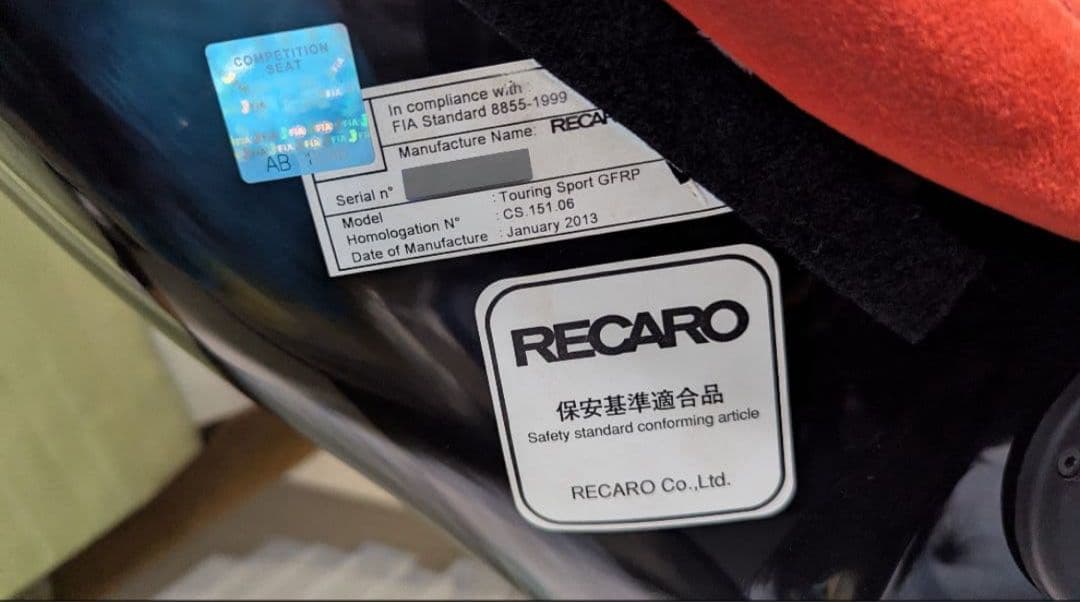 COMPETITION
SEAT
FIA
AB 1
In compliance with
FIA Standard 8855-1999
Manufacture Name:
Serial n°
Model : Touring Sport GFRP
Homologation N° : CS.151.06
Date of Manufacture : January 2013
RECARO
保安基準適合品
Safety standard conforming article
RECARO Co.,Ltd.